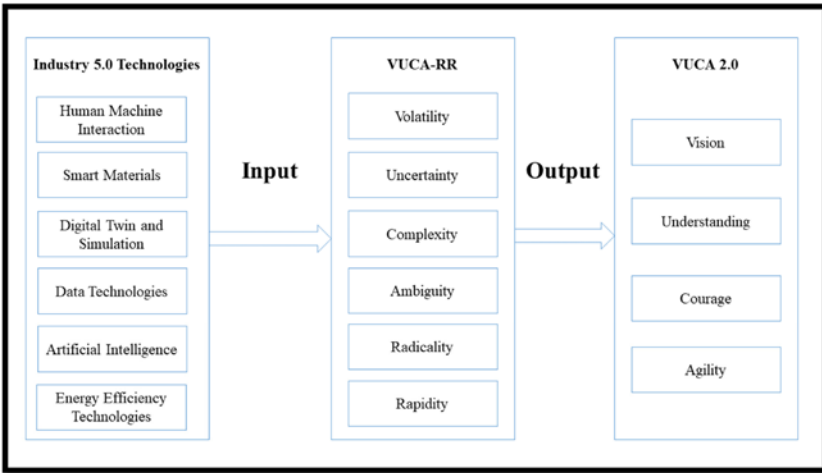 Industry 5.0 Technologies
Human Machine
Interaction
Smart Materials
Digital Twin and
Simulation
Data Technologies
Artificial Intelligence
Energy Efficiency
Technologies
Input
VUCA-RR
Volatility
Uncertainty
Complexity
Ambiguity
Radicality
Rapidity
Output
VUCA 2.0
Vision
Understanding
Courage
Agility